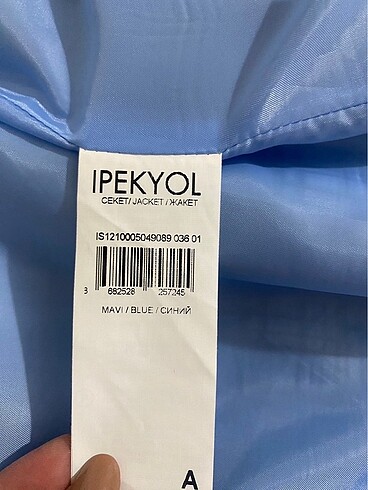 IPEKYOL
CEKET/ JACKET / ЖАКЕТ
IS1210005049089 036 01
8 682528 257245
MAVI / BLUE / СИНИЙ
A